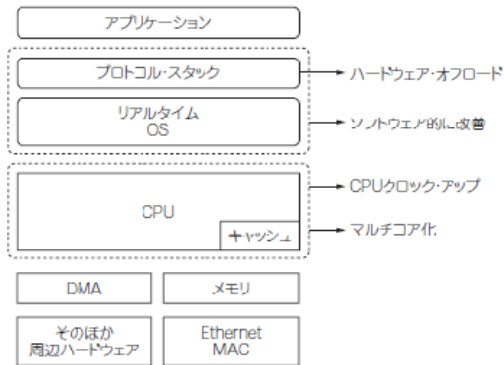 アプリケーション
プロトコル・スタック
ハードウェア・オフロード
リアルタイム
OS
ソフトウェア的に改善
CPUクロック・アップ
CPU
キャッシュ
マルチコア化
DMA
メモリ
そのほか
周辺ハードウェア
Ethernet
MAC